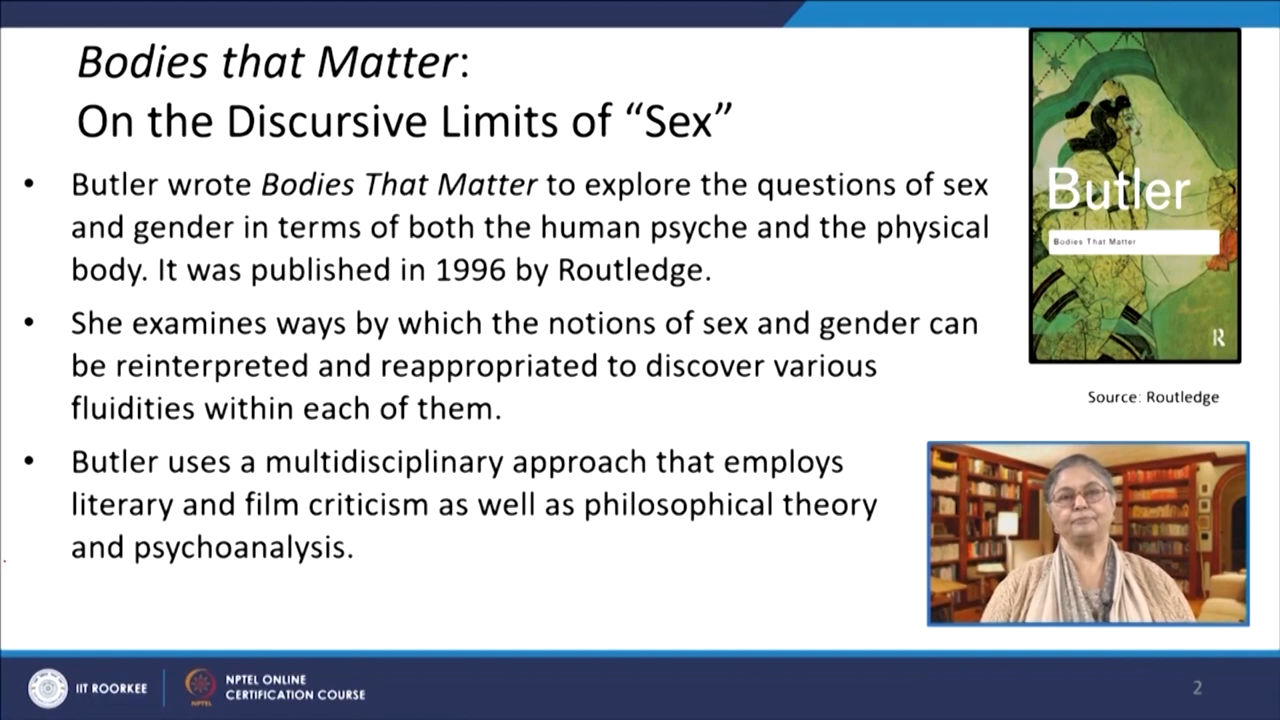 Bodies that Matter:
On the Discursive Limits of “Sex”
• Butler wrote Bodies That Matter to explore the questions of sex
and gender in terms of both the human psyche and the physical
body. It was published in 1996 by Routledge.
• She examines ways by which the notions of sex and gender can
be reinterpreted and reappropriated to discover various
fluidities within each of them.
• Butler uses a multidisciplinary approach that employs
literary and film criticism as well as philosophical theory
and psychoanalysis.
Butler
Bodies That Matter
R
Source: Routledge
IIT ROORKEE
NPTEL
NPTEL ONLINE
CERTIFICATION COURSE
2